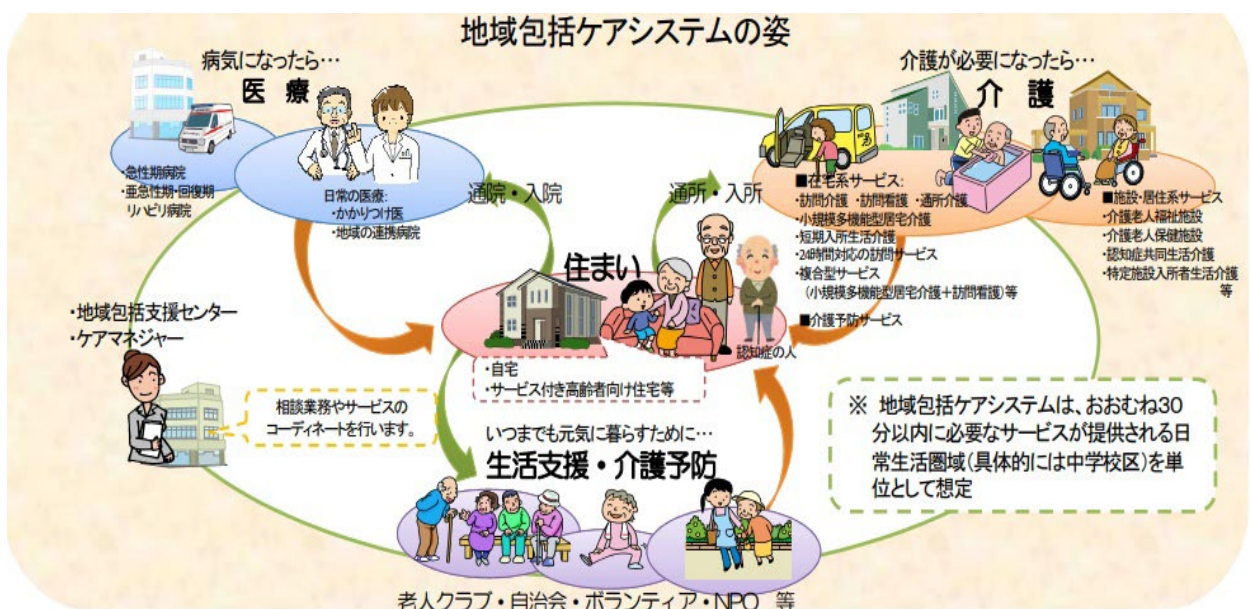 地域包括ケアシステムの姿
病気になったら…
医 療
・急性期病院
・亜急性期・回復期
リハビリ病院
日常の医療:
・かかりつけ医
・地域の連携病院
通院・入院
介護が必要になったら…
介 護
通所・入所
■在宅系サービス:
・訪問介護 ・訪問看護 ・通所介護
・小規模多機能型居宅介護
・短期入所生活介護
・24時間対応の訪問サービス
・複合型サービス
(小規模多機能型居宅介護+訪問看護)等
■介護予防サービス
■施設・居住系サービス
・介護老人福祉施設
・介護老人保健施設
・認知症共同生活介護
・特定施設入所者生活介護
等
住まい
認知症の人
・自宅
・サービス付き高齢者向け住宅等
・地域包括支援センター
・ケアマネジャー
相談業務やサービスの
コーディネートを行います。
いつまでも元気に暮らすために…
生活支援・介護予防
老人クラブ・自治会・ボランティア・NPO 等
※ 地域包括ケアシステムは、おおむね30
分以内に必要なサービスが提供される日
常生活圏域(具体的には中学校区)を単
位として想定